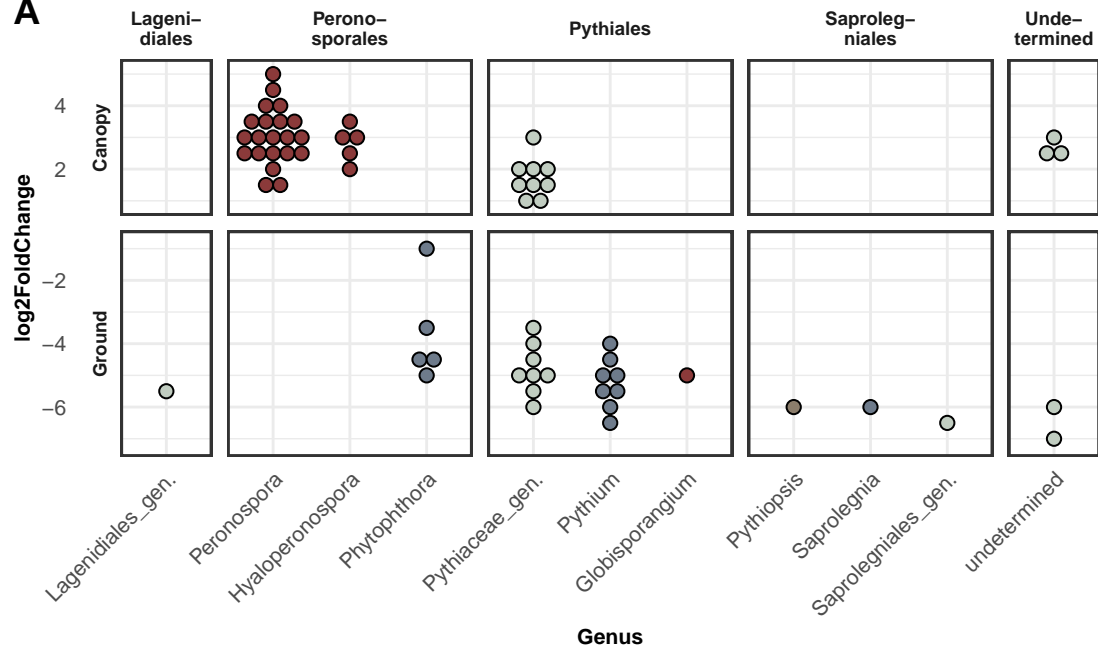 A
Lageni–
diales
Perono–
sporales
Pythiales
Saproleg–
niales
Unde–
termined
log2FoldChange
Canopy
4
2
Ground
−2
−4
−6
Lagenidiales_gen.
Peronospora
Hyaloperonospora
Phytophthora
Pythiaceae_gen.
Pythium
Globisporangium
Pythiopsis
Saprolegnia
Saprolegniales_gen.
undetermined
Genus